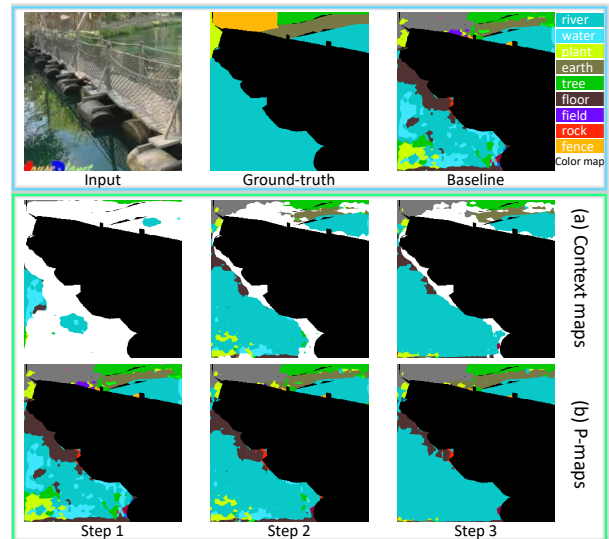 river
water
plant
earth
tree
floor
field
rock
fence
Color map
Input
Ground-truth
Baseline
(a) Context maps
(b) P-maps
Step 1
Step 2
Step 3